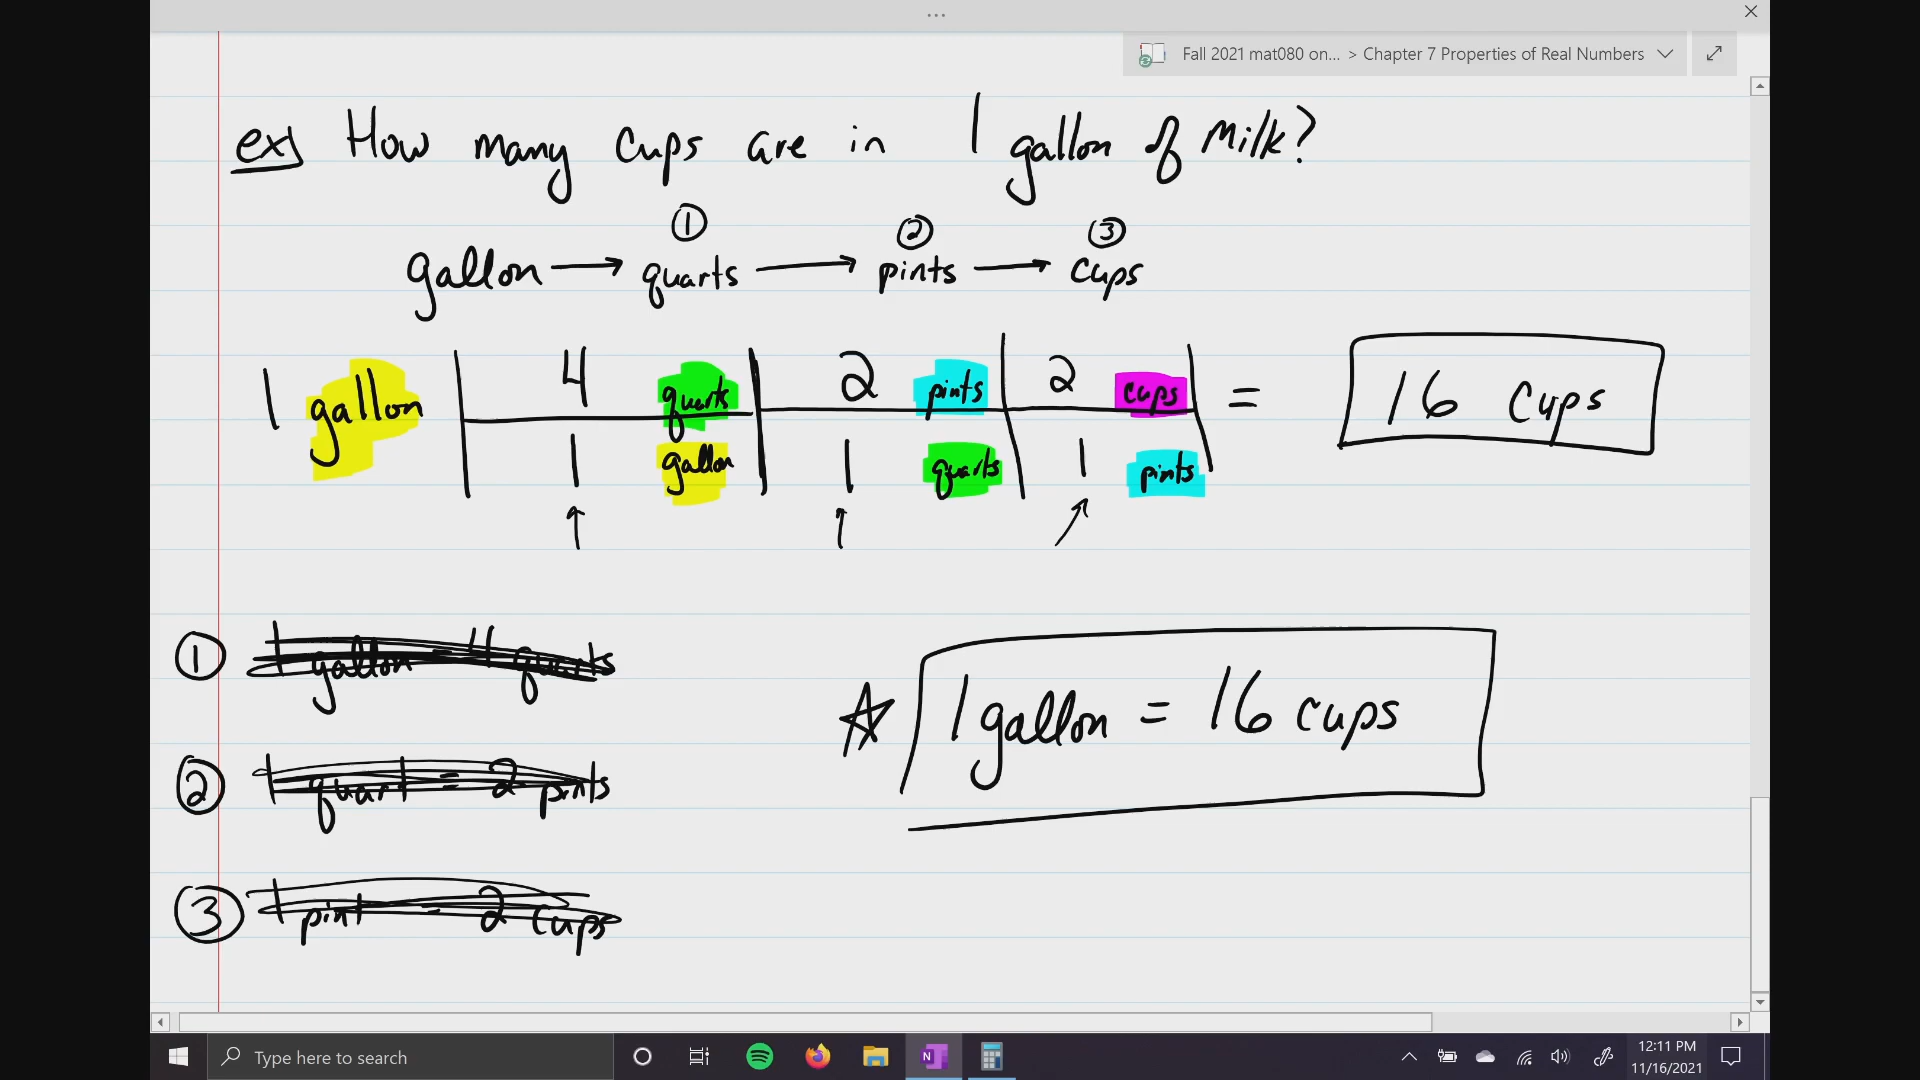 ...
Fall 2021 mat080 on... > Chapter 7 Properties of Real Numbers
ex) How many cups are in 1 gallon of Milk?
① ② ③
gallon → quarts → pints → cups
1 gallon 4 quarts 2 pints 2 cups = 16 cups
1 gallon 1 quarts 1 pints
① 1 gallon = 4 quarts
1 gallon = 16 cups
② 1 quart = 2 pints
③ 1 pint = 2 cups
Type here to search
12:11 PM
11/16/2021